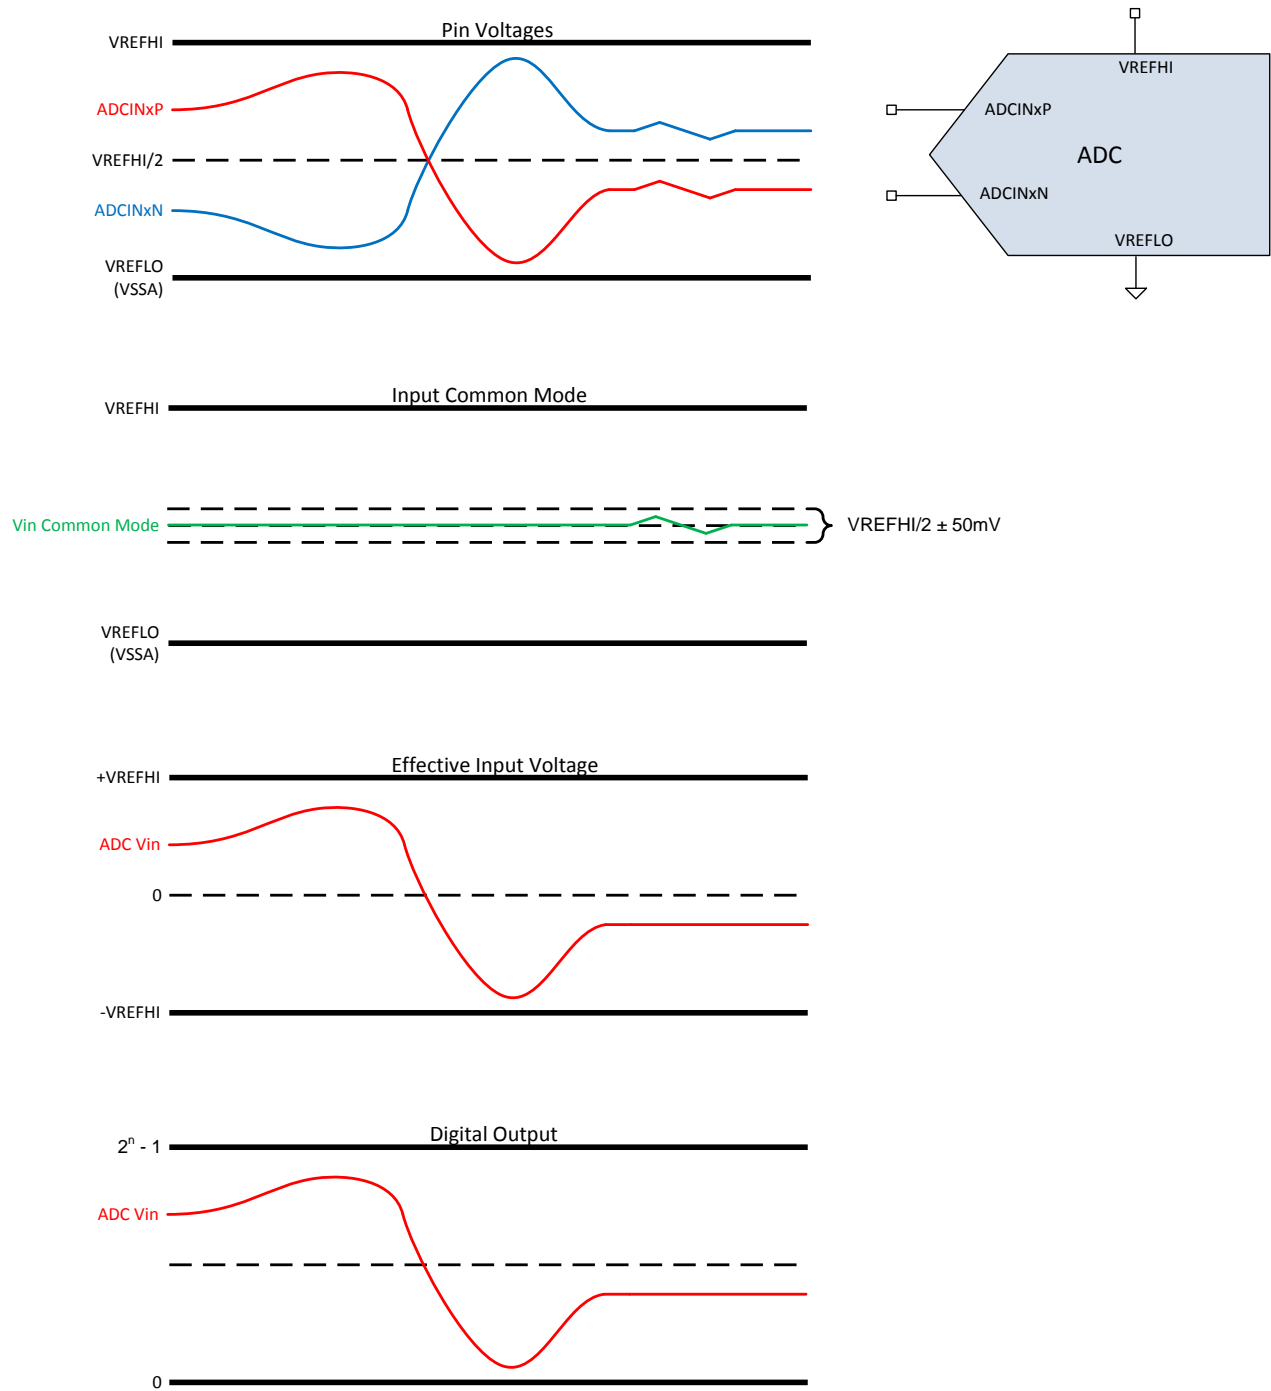 Pin Voltages
VREFHI
ADCINxP
VREFHI/2
ADCINxN
VREFLO
(VSSA)
VREFHI
ADCINxP
ADC
ADCINxN
VREFLO
Input Common Mode
VREFHI
Vin Common Mode
VREFHI/2 ± 50mV
VREFLO
(VSSA)
Effective Input Voltage
+VREFHI
ADC Vin
0
-VREFHI
Digital Output
2ⁿ - 1
ADC Vin
0